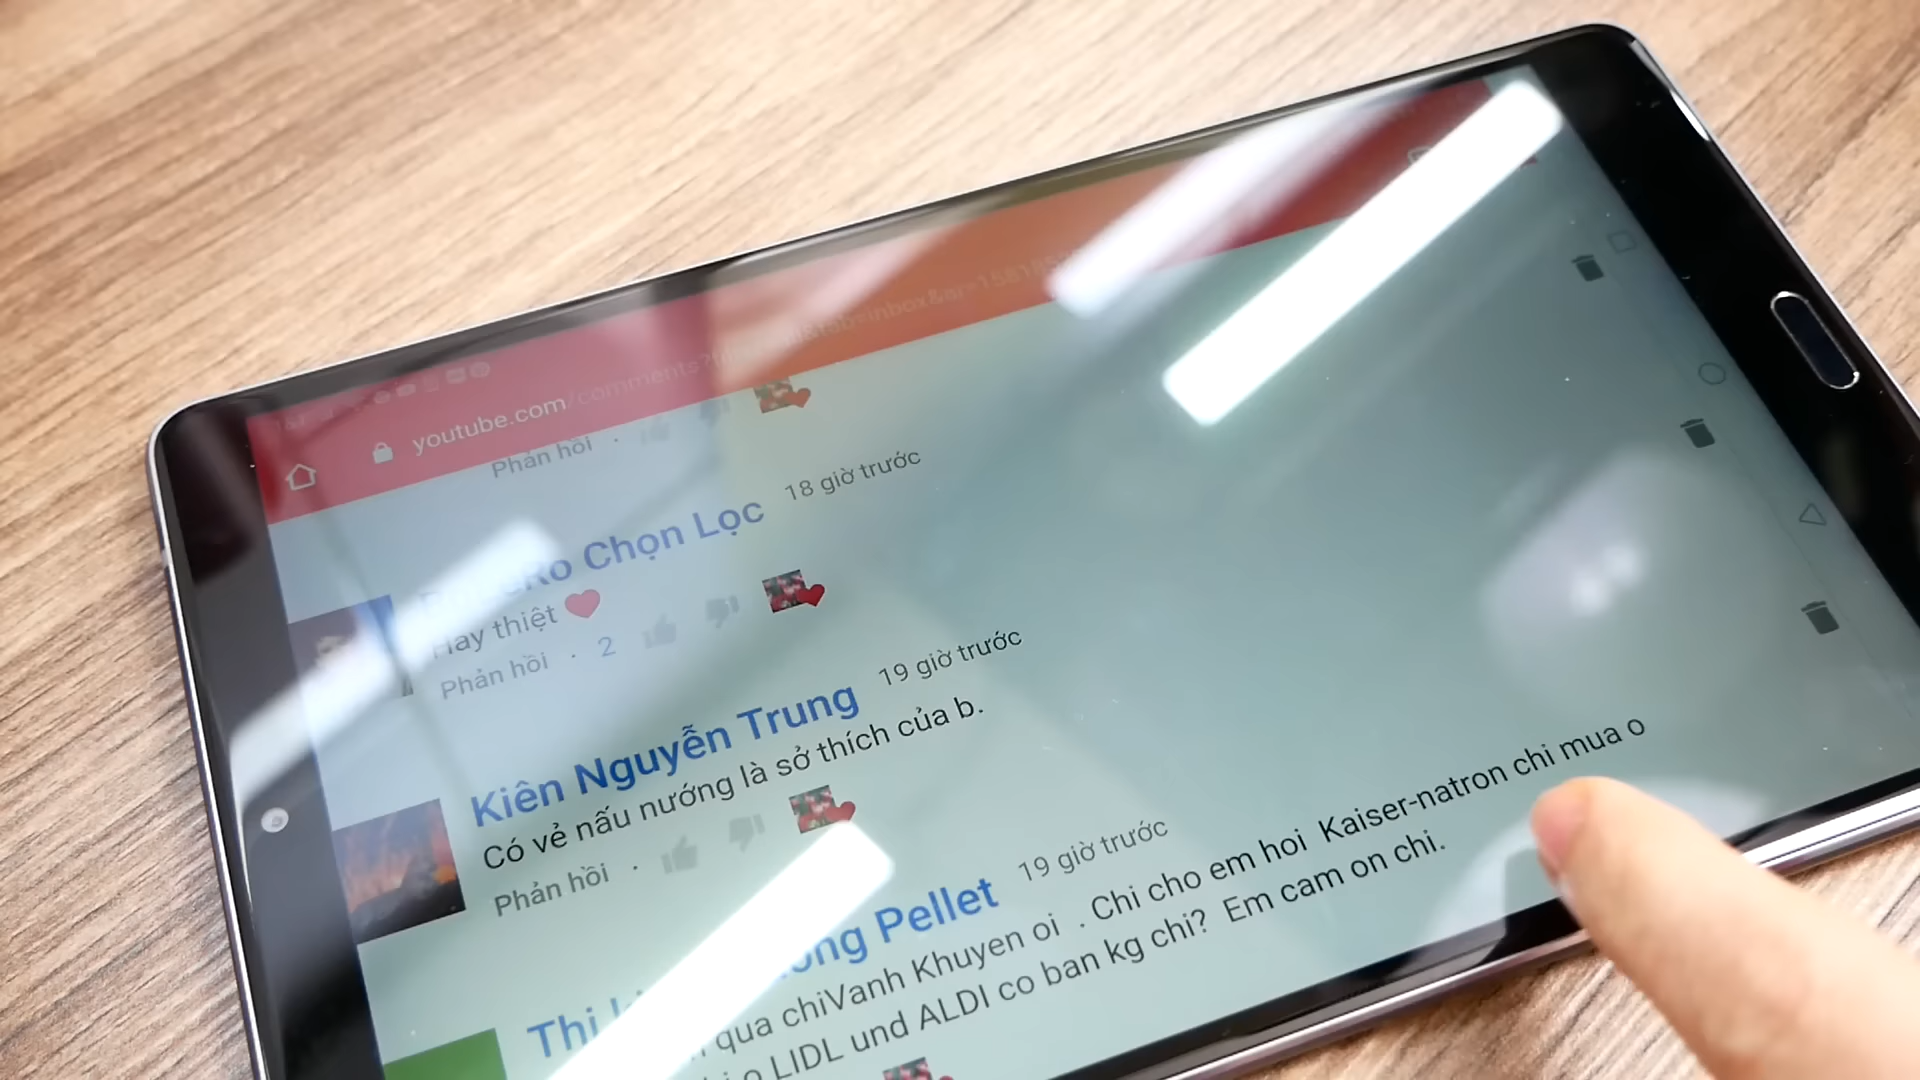 youtube.com/comments?
Phản hồi ·
Chọn Lọc 18 giờ trước
Hay thiệt ❤
Phản hồi · 2
Kiên Nguyễn Trung 19 giờ trước
Có vẻ nấu nướng là sở thích của b.
Phản hồi ·
Thi Pellet 19 giờ trước
qua chiVanh Khuyen oi . Chi cho em hoi Kaiser-natron chi mua o
o LIDL und ALDI co ban kg chi? Em cam on chi.